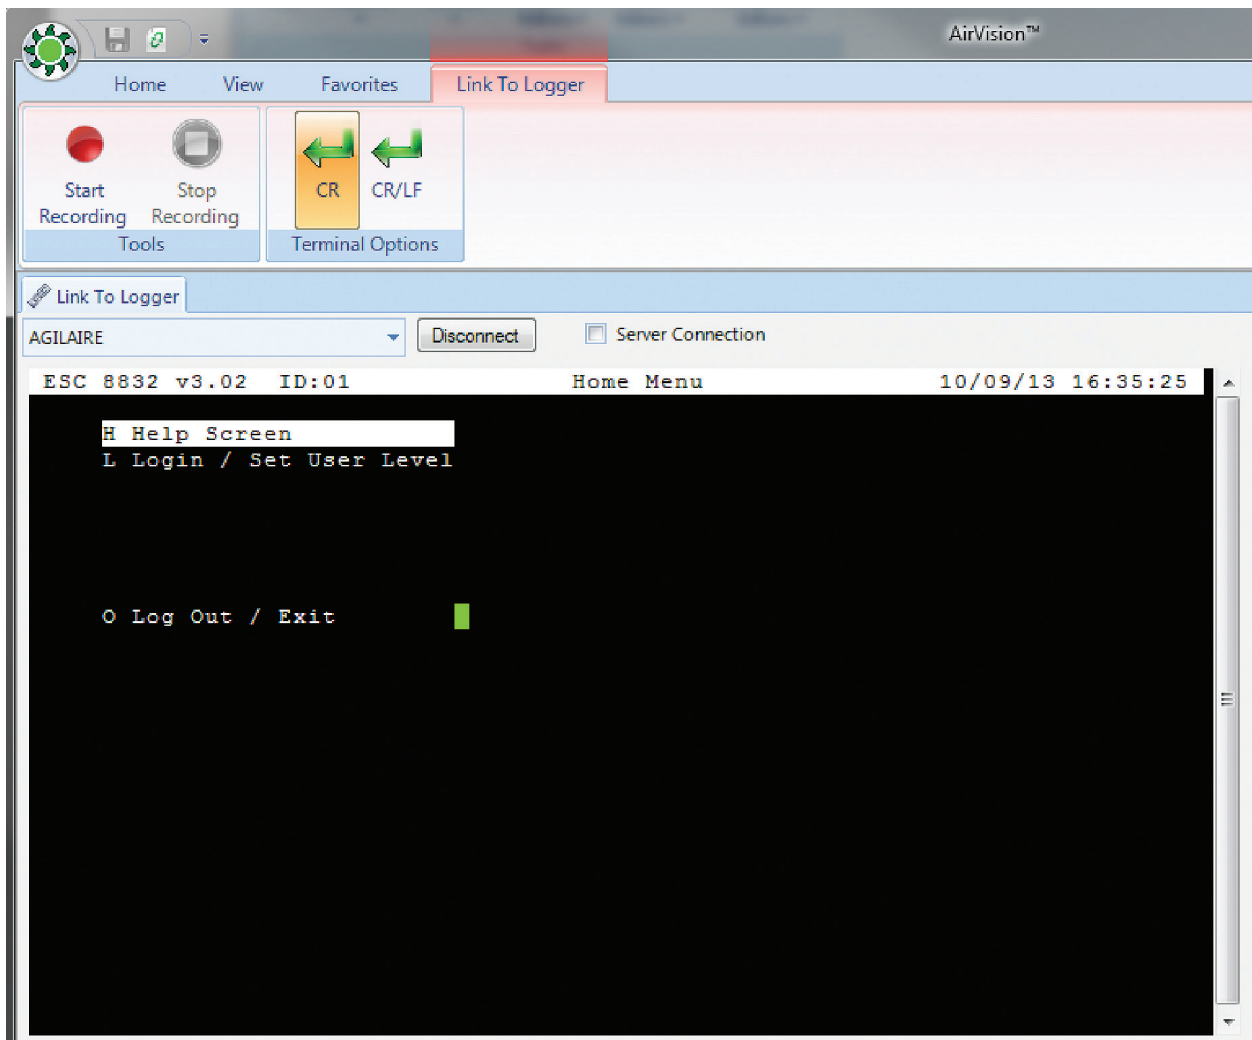 AirVision™
Home View Favorites Link To Logger
Start Recording Stop Recording CR CR/LF
Tools Terminal Options
Link To Logger
AGILAIRE Disconnect Server Connection
ESC 8832 v3.02 ID:01 Home Menu 10/09/13 16:35:25
H Help Screen
L Login / Set User Level
O Log Out / Exit